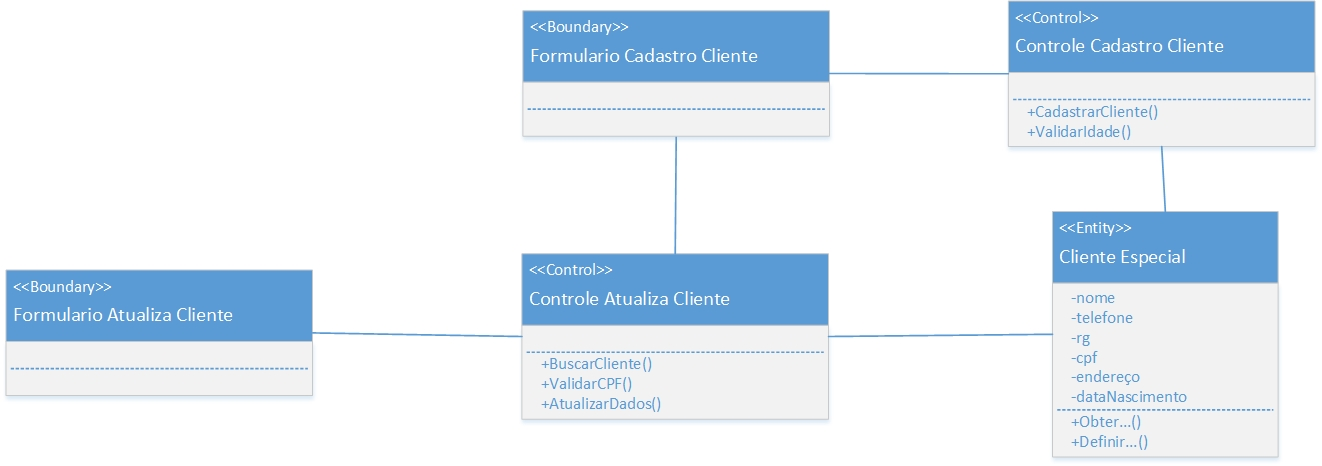 <<Boundary>>
Formulario Cadastro Cliente
<<Control>>
Controle Cadastro Cliente
+CadastrarCliente()
+ValidarIdade()
<<Boundary>>
Formulario Atualiza Cliente
<<Control>>
Controle Atualiza Cliente
+BuscarCliente()
+ValidarCPF()
+AtualizarDados()
<<Entity>>
Cliente Especial
-nome
-telefone
-rg
-cpf
-endereço
-dataNascimento
+Obter...()
+Definir...()